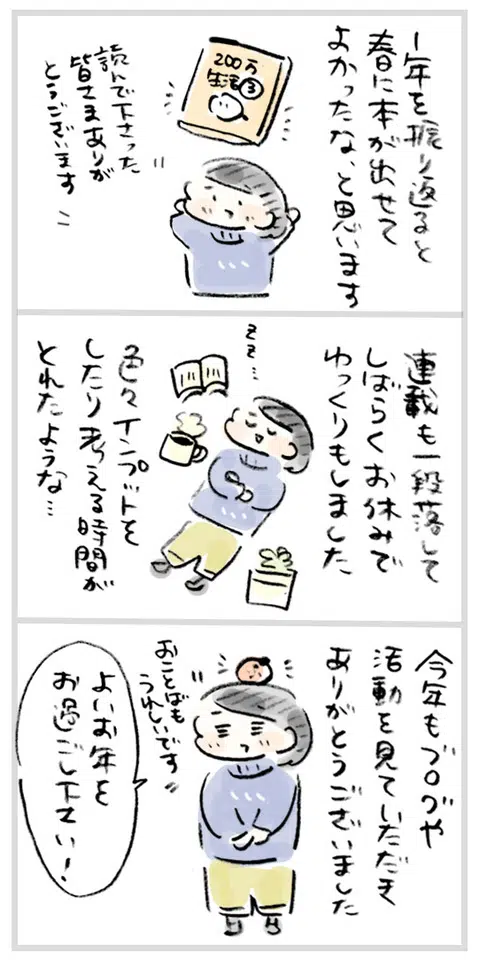 1年を振り返ると
春に本が出せて
よかったな、と思います
200万
生活③
読んで下さった
皆さまありが
とうございます
連載も一段落して
しばらくお休みで
ゆっくりもしました
zz…
色々インプットを
したり考える時間が
とれたような…
今年もブログや
活動を見ていただき
ありがとうございました
おことばも
うれしいです
よいお年を
お過ごし下さい！